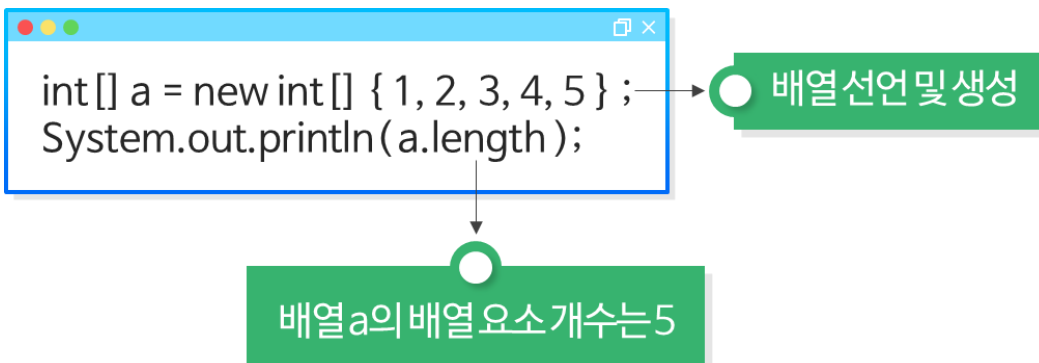 int [] a = new int [] { 1, 2, 3, 4, 5 } ;
배열 선언 및 생성
System.out.println (a.length );
배열 a의 배열 요소 개수는 5